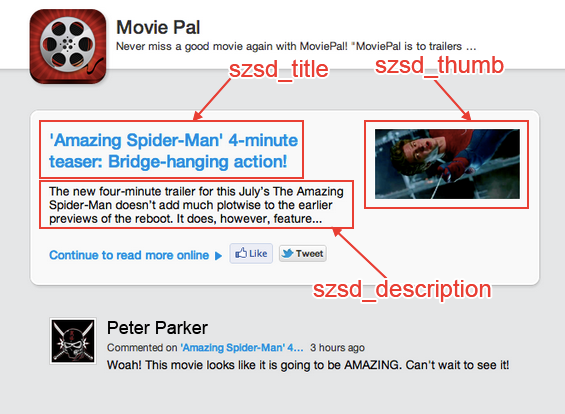 Movie Pal
Never miss a good movie again with MoviePal! "MoviePal is to trailers ...
szsd_title
szsd_thumb
'Amazing Spider-Man' 4-minute
teaser: Bridge-hanging action!
The new four-minute trailer for this July's The Amazing
Spider-Man doesn't add much plotwise to the earlier
previews of the reboot. It does, however, feature...
Continue to read more online
Like
Tweet
szsd_description
Peter Parker
Commented on 'Amazing Spider-Man' 4... 3 hours ago
Woah! This movie looks like it is going to be AMAZING. Can't wait to see it!